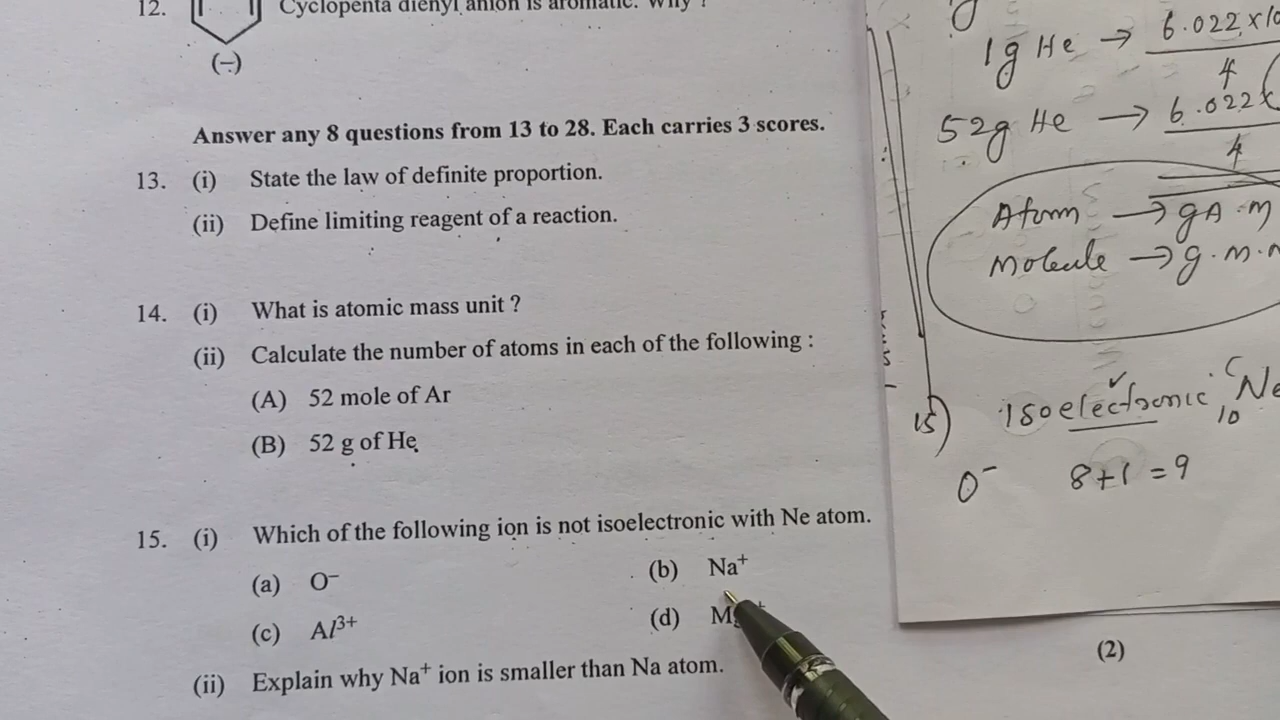 12. Cyclopenta dienyl anion is aromatic. Why ?
(–)
Answer any 8 questions from 13 to 28. Each carries 3 scores.
13. (i) State the law of definite proportion.
(ii) Define limiting reagent of a reaction.
14. (i) What is atomic mass unit ?
(ii) Calculate the number of atoms in each of the following :
(A) 52 mole of Ar
(B) 52 g of He
15. (i) Which of the following ion is not isoelectronic with Ne atom.
(a) O⁻ (b) Na⁺
(c) Al³⁺ (d)
(ii) Explain why Na⁺ ion is smaller than Na atom.
1g He → 6.022 ×
4
52g He → 6.022 ×
4
Atom → g A.m
Molecule → g.m.
15) Isoelectronic Ne
10
O⁻ 8+1 = 9
(2)